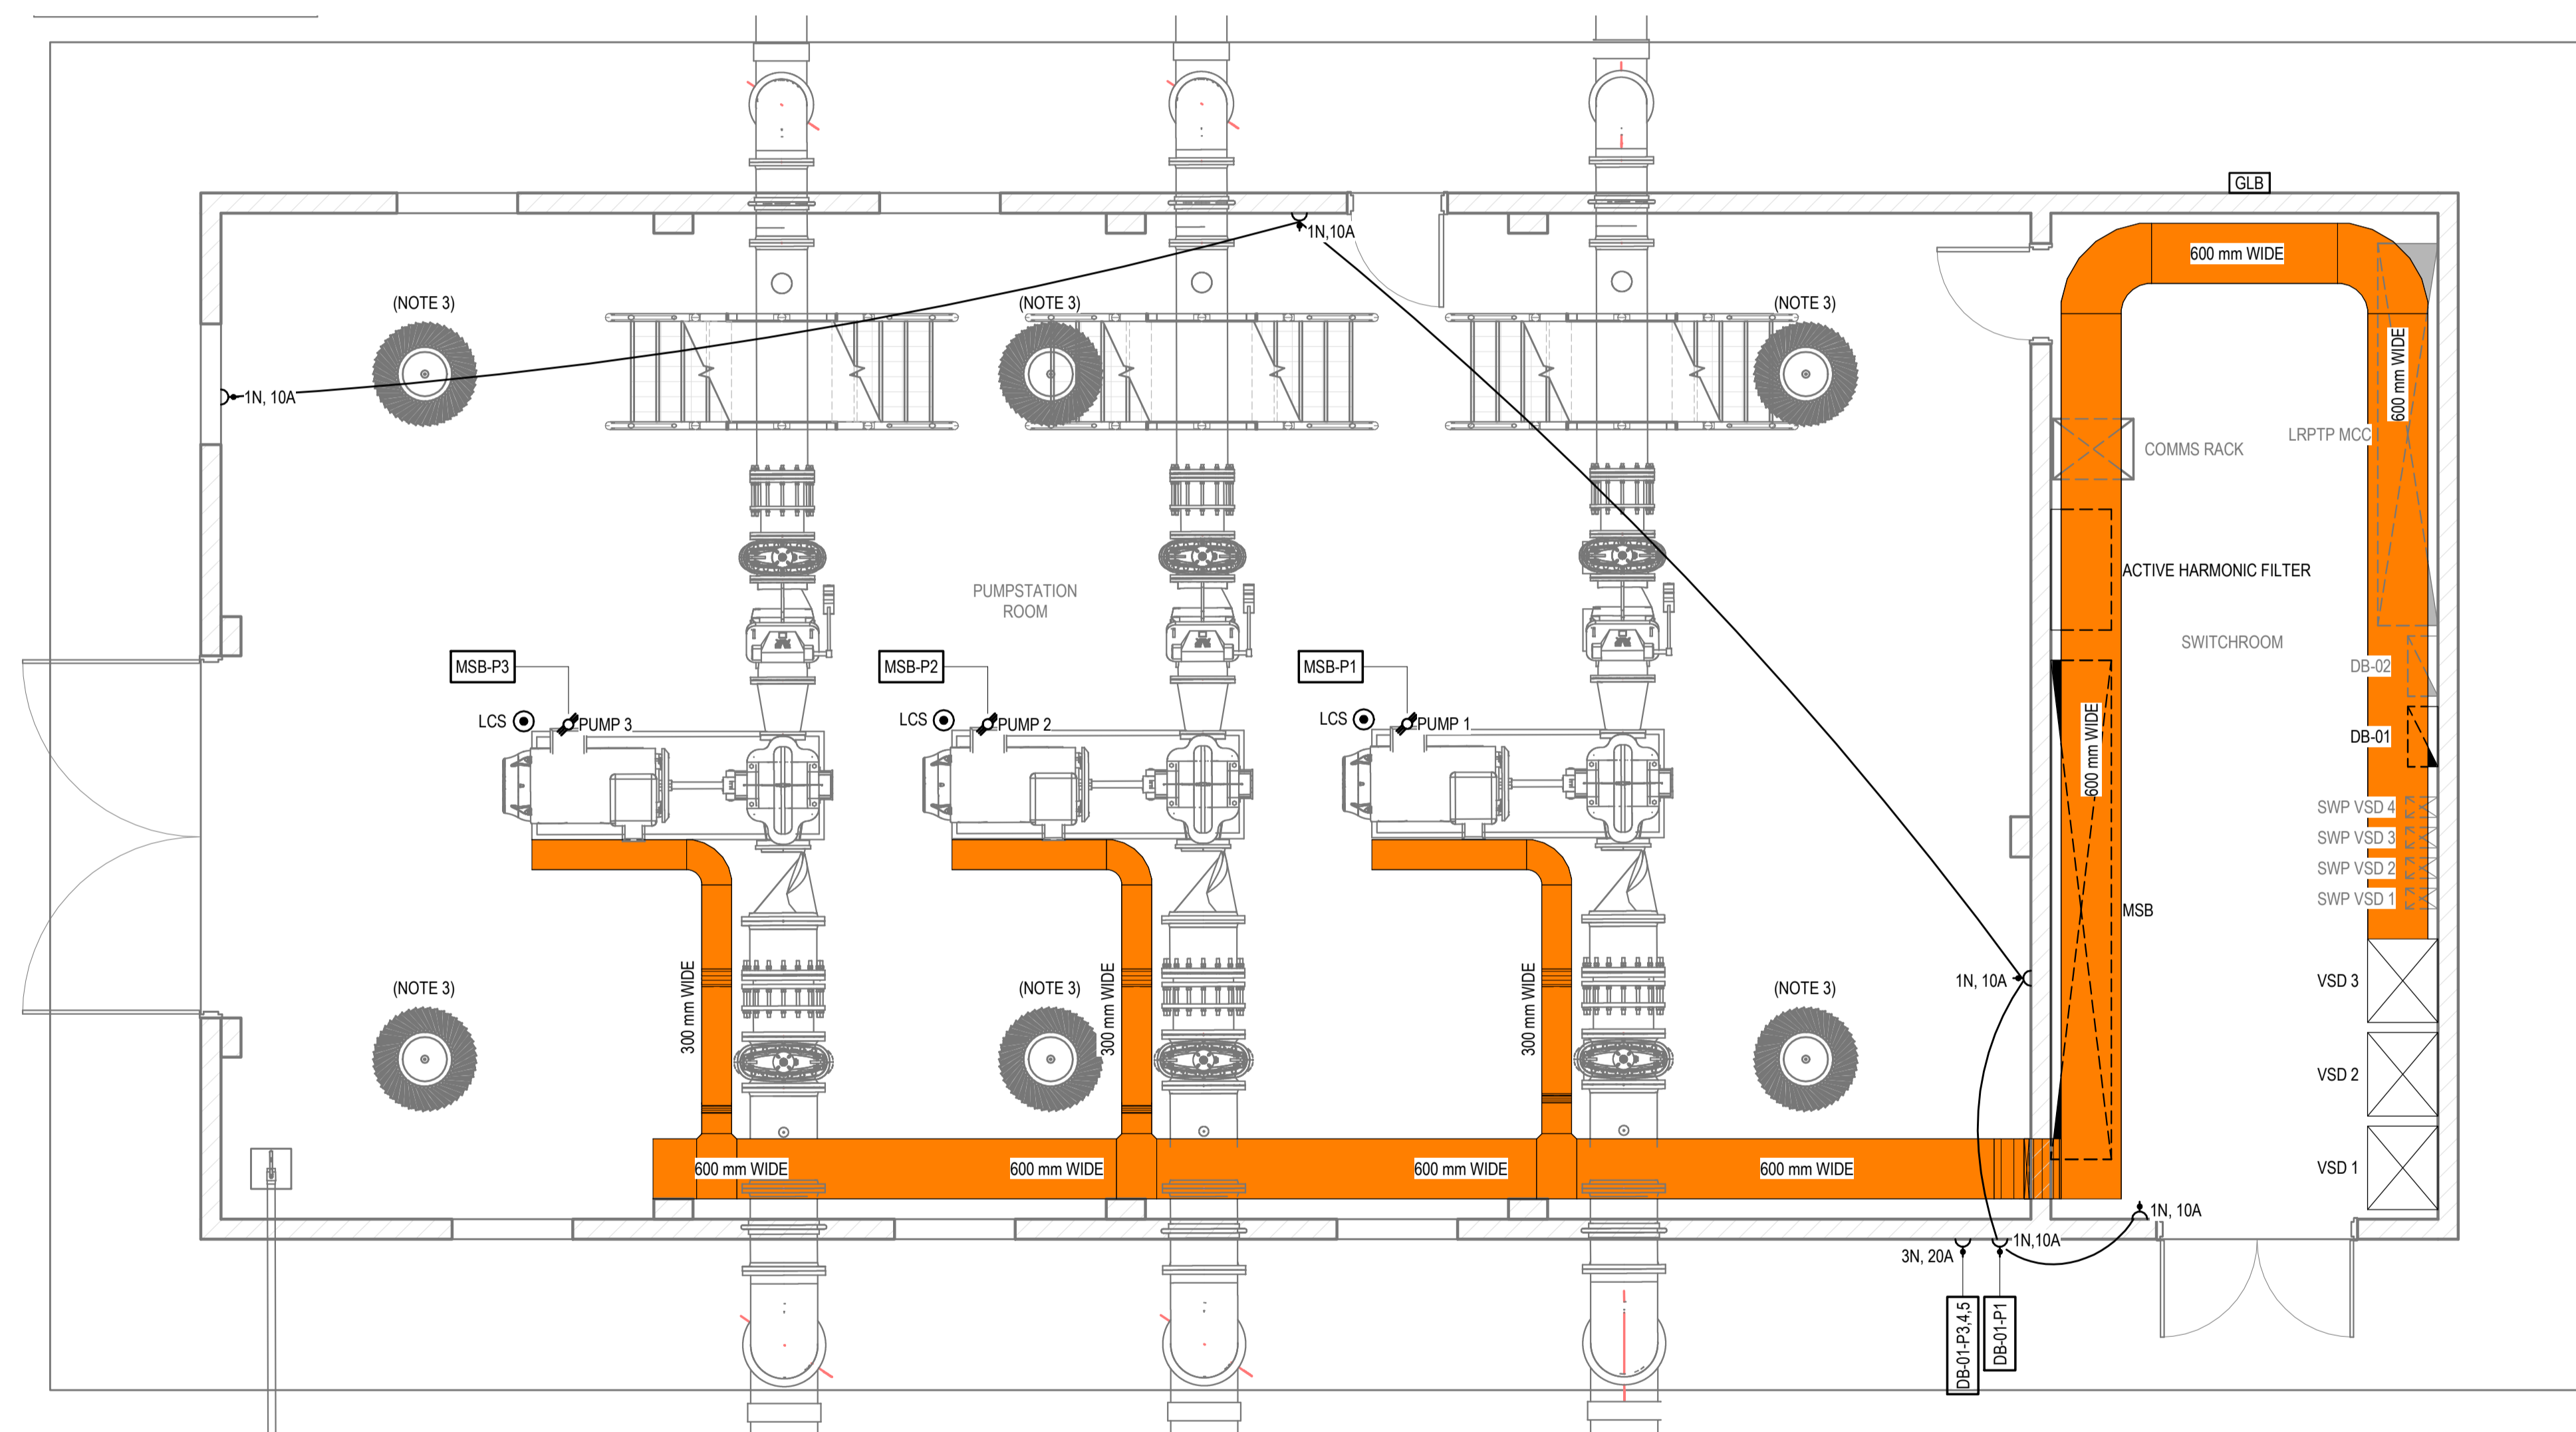 GLB
1N,10A
600 mm WIDE
(NOTE 3)
(NOTE 3)
(NOTE 3)
600 mm WIDE
1N, 10A
LRPTP MCC
COMMS RACK
ACTIVE HARMONIC FILTER
PUMPSTATION
ROOM
SWITCHROOM
MSB-P3
MSB-P2
MSB-P1
DB-02
LCS
PUMP 3
LCS
PUMP 2
LCS
PUMP 1
600 mm WIDE
DB-01
SWP VSD 4
SWP VSD 3
SWP VSD 2
SWP VSD 1
MSB
(NOTE 3)
(NOTE 3)
(NOTE 3)
300 mm WIDE
300 mm WIDE
300 mm WIDE
1N, 10A
VSD 3
VSD 2
VSD 1
600 mm WIDE
600 mm WIDE
600 mm WIDE
600 mm WIDE
1N, 10A
1N,10A
3N, 20A
DB-01-P3,4,5
DB-01-P1